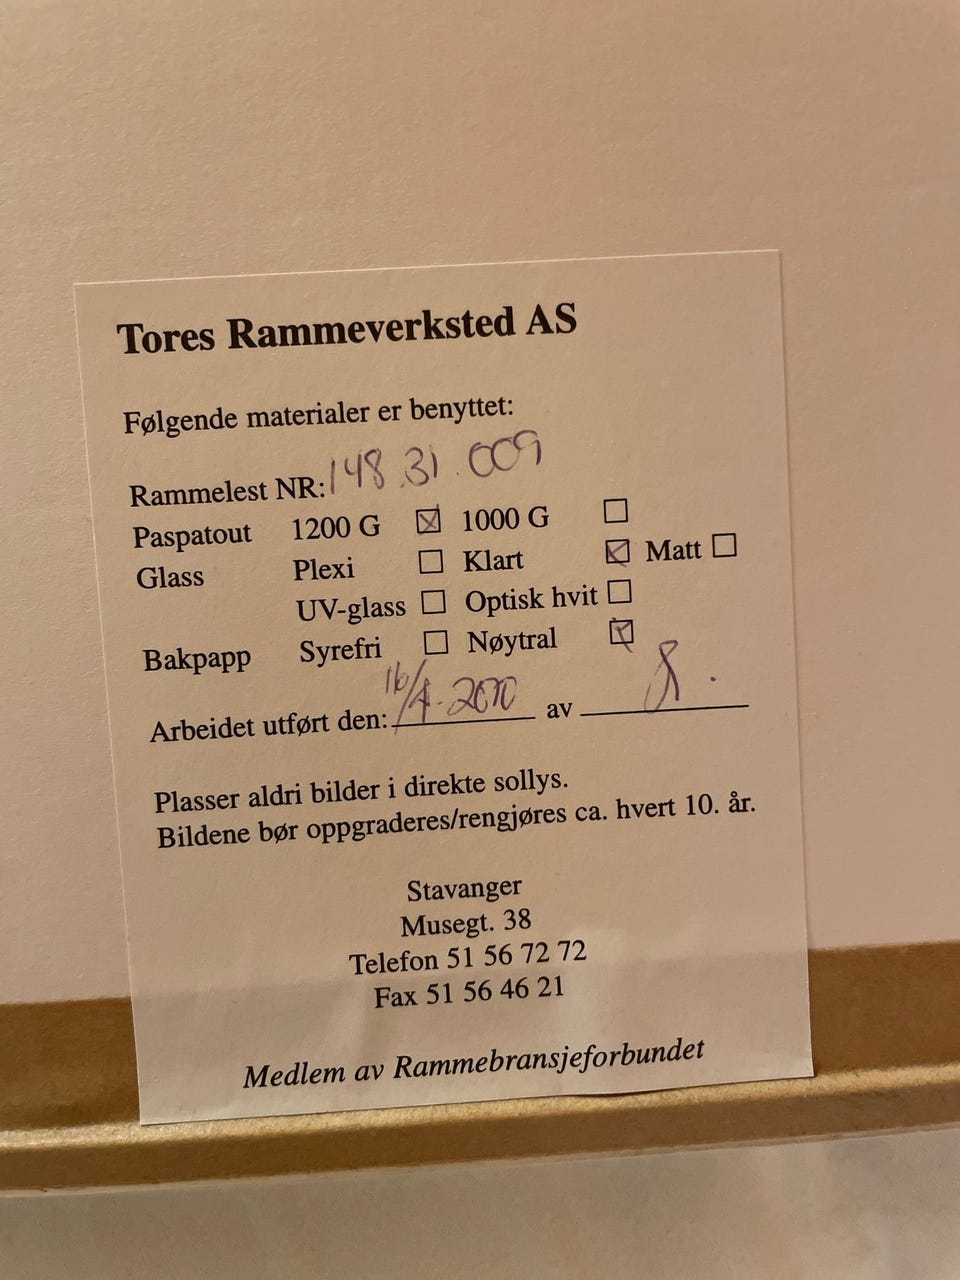 Tores Rammeverksted AS
Følgende materialer er benyttet:
Rammelest NR: 148 31.009
Paspatout 1200 G ☒ 1000 G ☐
Glass Plexi ☐ Klart ☒ Matt ☐
UV-glass ☐ Optisk hvit ☐
Bakpapp Syrefri ☐ Nøytral ☒
Arbeidet utført den: 16/4-2010 av
Plasser aldri bilder i direkte sollys.
Bildene bør oppgraderes/rengjøres ca. hvert 10. år.
Stavanger
Musegt. 38
Telefon 51 56 72 72
Fax 51 56 46 21
Medlem av Rammebransjeforbundet